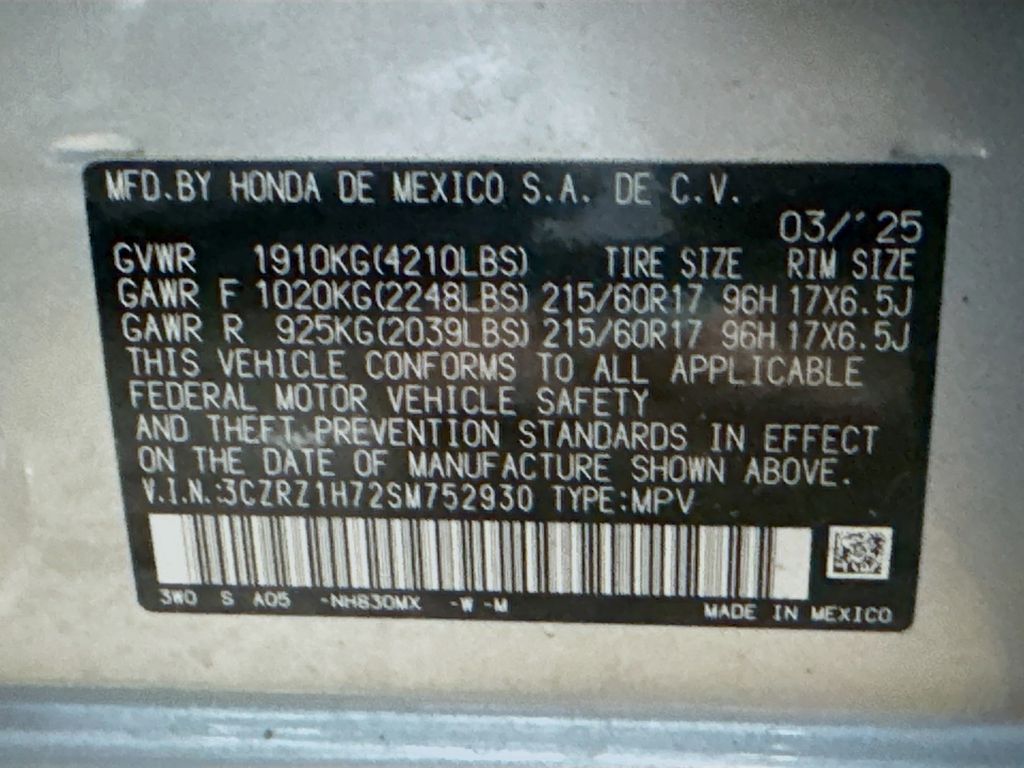 MFD.BY HONDA DE MEXICO S.A. DE C.V.
03/'25
GVWR 1910KG(4210LBS) TIRE SIZE RIM SIZE
GAWR F 1020KG(2248LBS) 215/60R17 96H 17X6.5J
GAWR R 925KG(2039LBS) 215/60R17 96H 17X6.5J
THIS VEHICLE CONFORMS TO ALL APPLICABLE
FEDERAL MOTOR VEHICLE SAFETY
AND THEFT PREVENTION STANDARDS IN EFFECT
ON THE DATE OF MANUFACTURE SHOWN ABOVE.
V.I.N.:3CZRZ1H72SM752930 TYPE:MPV
3W0 S A05 -NH830MX -W -M MADE IN MEXICO